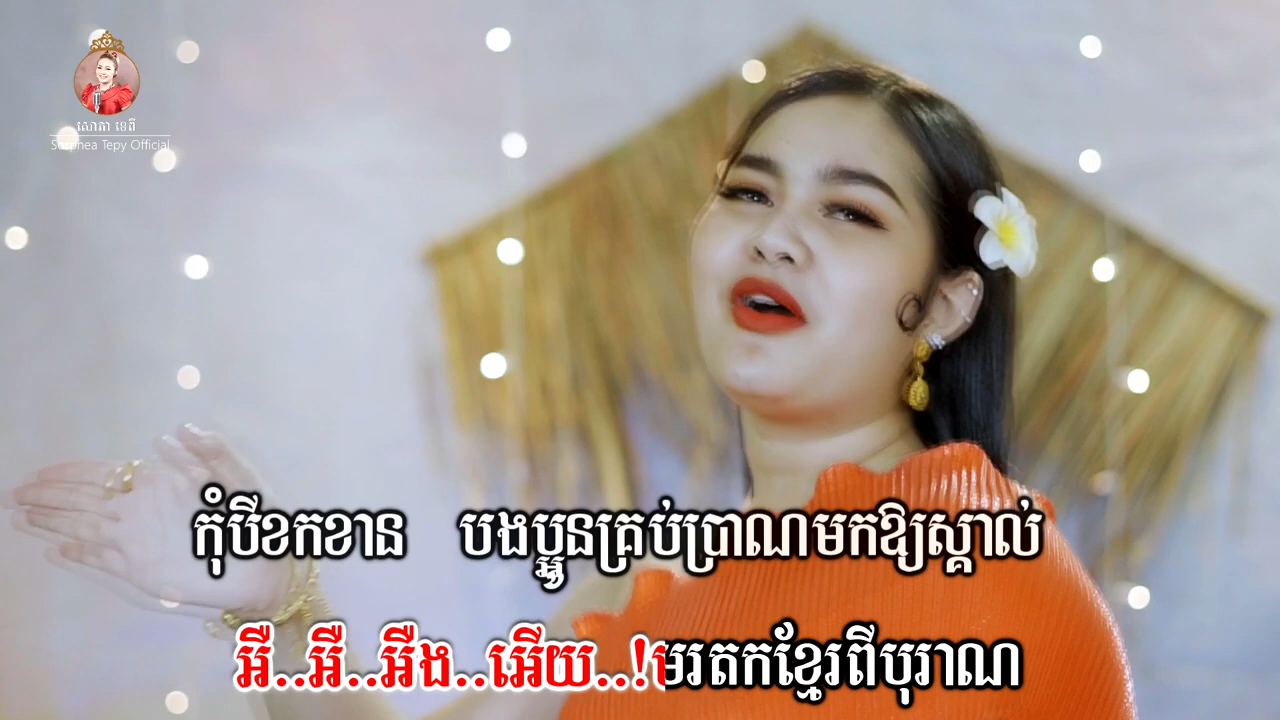 សោភា ទេពី
Sorphea Tepy Official
កុំបីខកខាន បងប្អូនគ្រប់ប្រាណមកឱ្យស្គាល់
អឺ..អឺ..អឺង..អើយ..!មរតកខ្មែរពីបុរាណ